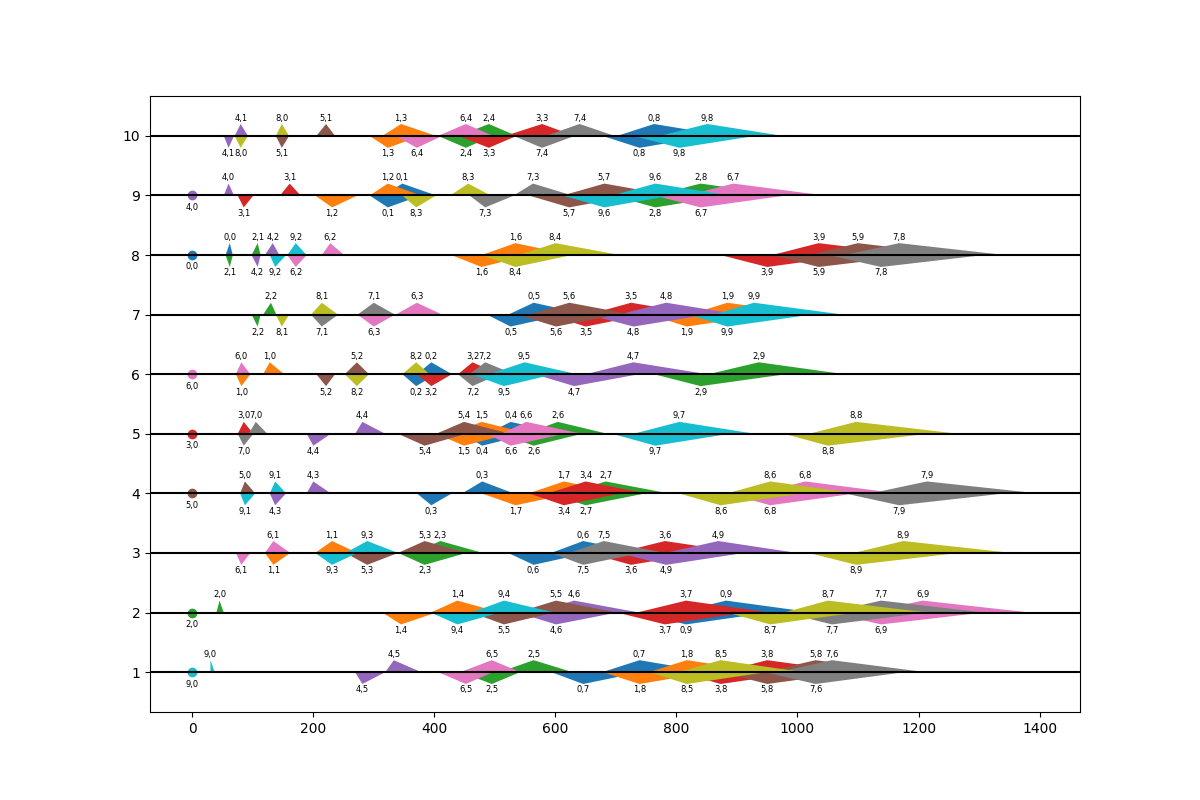 4,1 8,0 5,1 1,3 6,4 2,4 3,3 7,4 0,8 9,8
10
4,1 8,0 5,1 1,3 6,4 2,4 3,3 7,4 0,8 9,8
4,0 3,1 1,2 0,1 8,3 7,3 5,7 9,6 2,8 6,7
9
4,0 3,1 1,2 0,1 8,3 7,3 5,7 9,6 2,8 6,7
0,0 2,1 4,2 9,2 6,2 1,6 8,4 3,9 5,9 7,8
8
0,0 2,1 4,2 9,2 6,2 1,6 8,4 3,9 5,9 7,8
2,2 8,1 7,1 6,3 0,5 5,6 3,5 4,8 1,9 9,9
7
2,2 8,1 7,1 6,3 0,5 5,6 3,5 4,8 1,9 9,9
6,0 1,0 5,2 8,2 0,2 3,2 7,2 9,5 4,7 2,9
6
6,0 1,0 5,2 8,2 0,2 3,2 7,2 9,5 4,7 2,9
3,0 7,0 4,4 5,4 1,5 0,4 6,6 2,6 9,7 8,8
5
3,0 7,0 4,4 5,4 1,5 0,4 6,6 2,6 9,7 8,8
5,0 9,1 4,3 0,3 1,7 3,4 2,7 8,6 6,8 7,9
4
5,0 9,1 4,3 0,3 1,7 3,4 2,7 8,6 6,8 7,9
6,1 1,1 9,3 5,3 2,3 0,6 7,5 3,6 4,9 8,9
3
6,1 1,1 9,3 5,3 2,3 0,6 7,5 3,6 4,9 8,9
2,0 1,4 9,4 5,5 4,6 3,7 0,9 8,7 7,7 6,9
2
2,0 1,4 9,4 5,5 4,6 3,7 0,9 8,7 7,7 6,9
9,0 4,5 6,5 2,5 0,7 1,8 8,5 3,8 5,8 7,6
1
9,0 4,5 6,5 2,5 0,7 1,8 8,5 3,8 5,8 7,6
0 200 400 600 800 1000 1200 1400